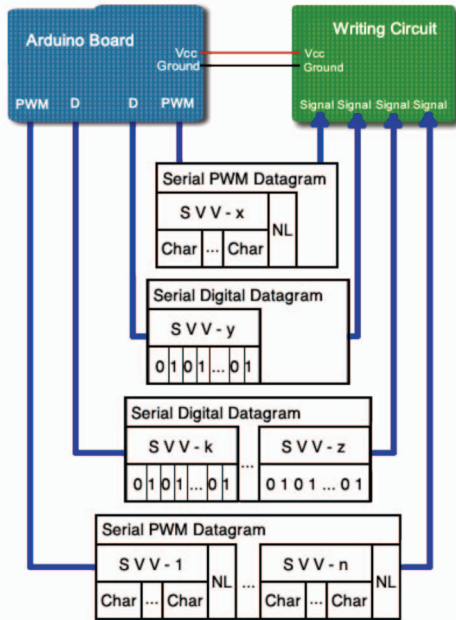 Arduino Board
Writing Circuit
Vcc
Vcc
Ground
Ground
PWM D D PWM
Signal Signal Signal Signal
Serial PWM Datagram
S V V - x
NL
Char ... Char
Serial Digital Datagram
S V V - y
0 1 0 1 ... 0 1
Serial Digital Datagram
S V V - k ... S V V - z
0 1 0 1 ... 0 1 0 1 0 1 ... 0 1
Serial PWM Datagram
S V V - 1 NL ... S V V - n NL
Char ... Char Char ... Char